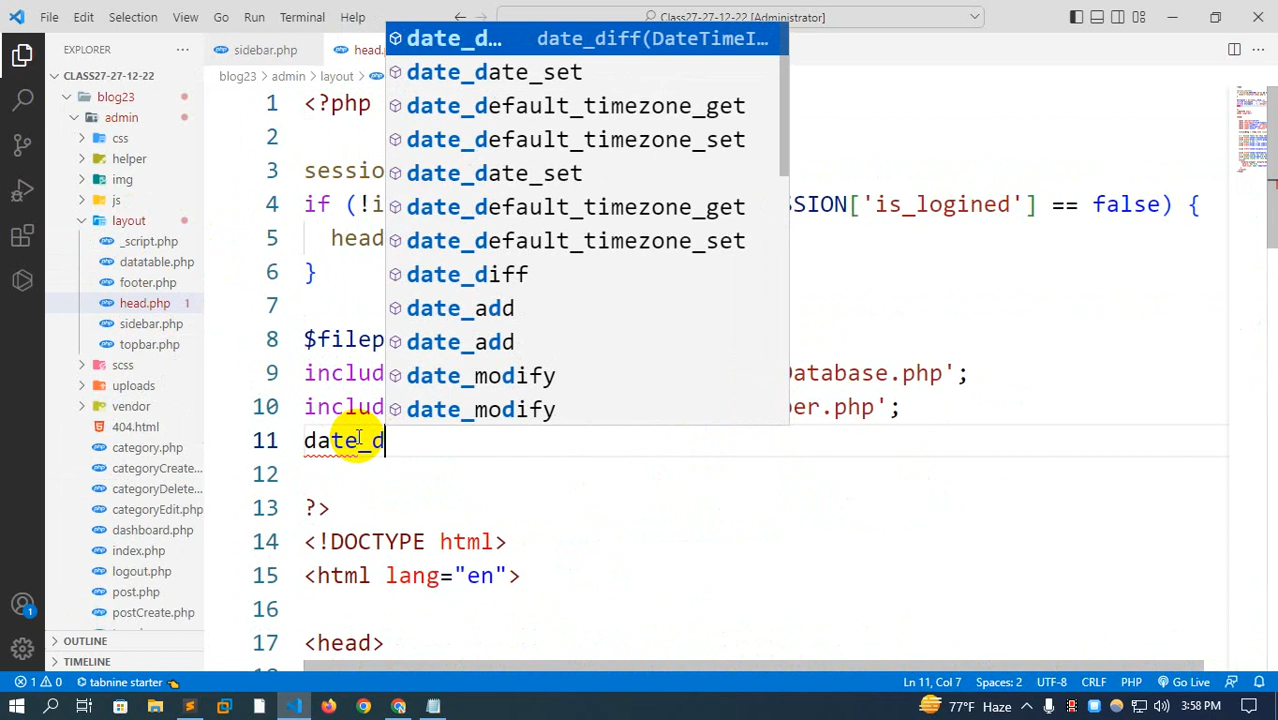 File Edit Selection View Go Run Terminal Help
Class27-27-12-22 [Administrator]
EXPLORER
sidebar.php
head.
blog23 admin layout
CLASS27-27-12-22
blog23
admin
css
helper
img
js
layout
_script.php
datatable.php
footer.php
head.php 1
sidebar.php
topbar.php
scss
uploads
vendor
404.html
category.php
categoryCreate...
categoryDelete...
categoryEdit.php
dashboard.php
index.php
logout.php
post.php
postCreate.php
OUTLINE
TIMELINE
date_d... date_diff(DateTimeI...
date_date_set
date_default_timezone_get
date_default_timezone_set
date_date_set
date_default_timezone_get
date_default_timezone_set
date_diff
date_add
date_add
date_modify
date_modify
1 <?php
2
3 session
4 if (!i SSION['is_logined'] == false) {
5 head
6 }
7
8 $filep
9 includ Database.php';
10 includ per.php';
11 date_d
12
13 ?>
14 <!DOCTYPE html>
15 <html lang="en">
16
17 <head>
1 0 tabnine starter Ln 11, Col 7 Spaces: 2 UTF-8 CRLF PHP Go Live
77°F Haze 3:58 PM